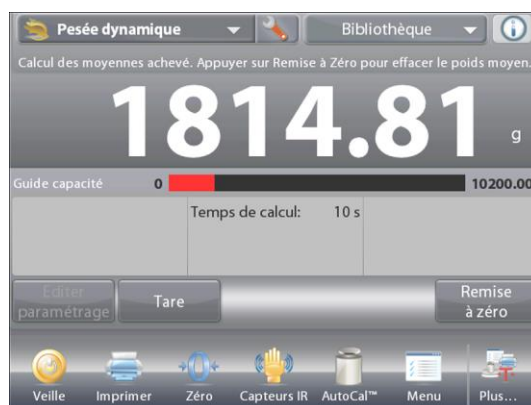 Pesée dynamique
Bibliothèque
Calcul des moyennes achevé. Appuyer sur Remise à Zéro pour effacer le poids moyen.
1814.81 g
Guide capacité 0 10200.00
Temps de calcul: 10 s
Editer
paramétrage
Tare
Remise
à zéro
Veille Imprimer Zéro Capteurs IR AutoCal™ Menu Plus...